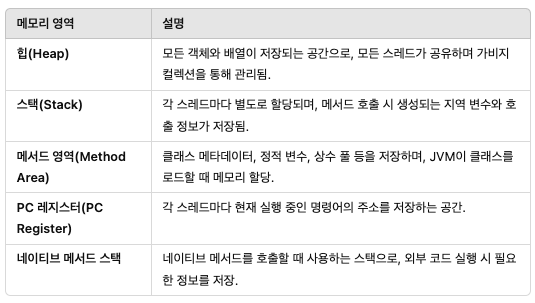 메모리 영역 설명
힙(Heap) 모든 객체와 배열이 저장되는 공간으로, 모든 스레드가 공유하며 가비지
컬렉션을 통해 관리됨.
스택(Stack) 각 스레드마다 별도로 할당되며, 메서드 호출 시 생성되는 지역 변수와 호
출 정보가 저장됨.
메서드 영역(Method 클래스 메타데이터, 정적 변수, 상수 풀 등을 저장하며, JVM이 클래스를
Area) 로드할 때 메모리 할당.
PC 레지스터(PC 각 스레드마다 현재 실행 중인 명령어의 주소를 저장하는 공간.
Register)
네이티브 메서드 스택 네이티브 메서드를 호출할 때 사용하는 스택으로, 외부 코드 실행 시 필요
한 정보를 저장.